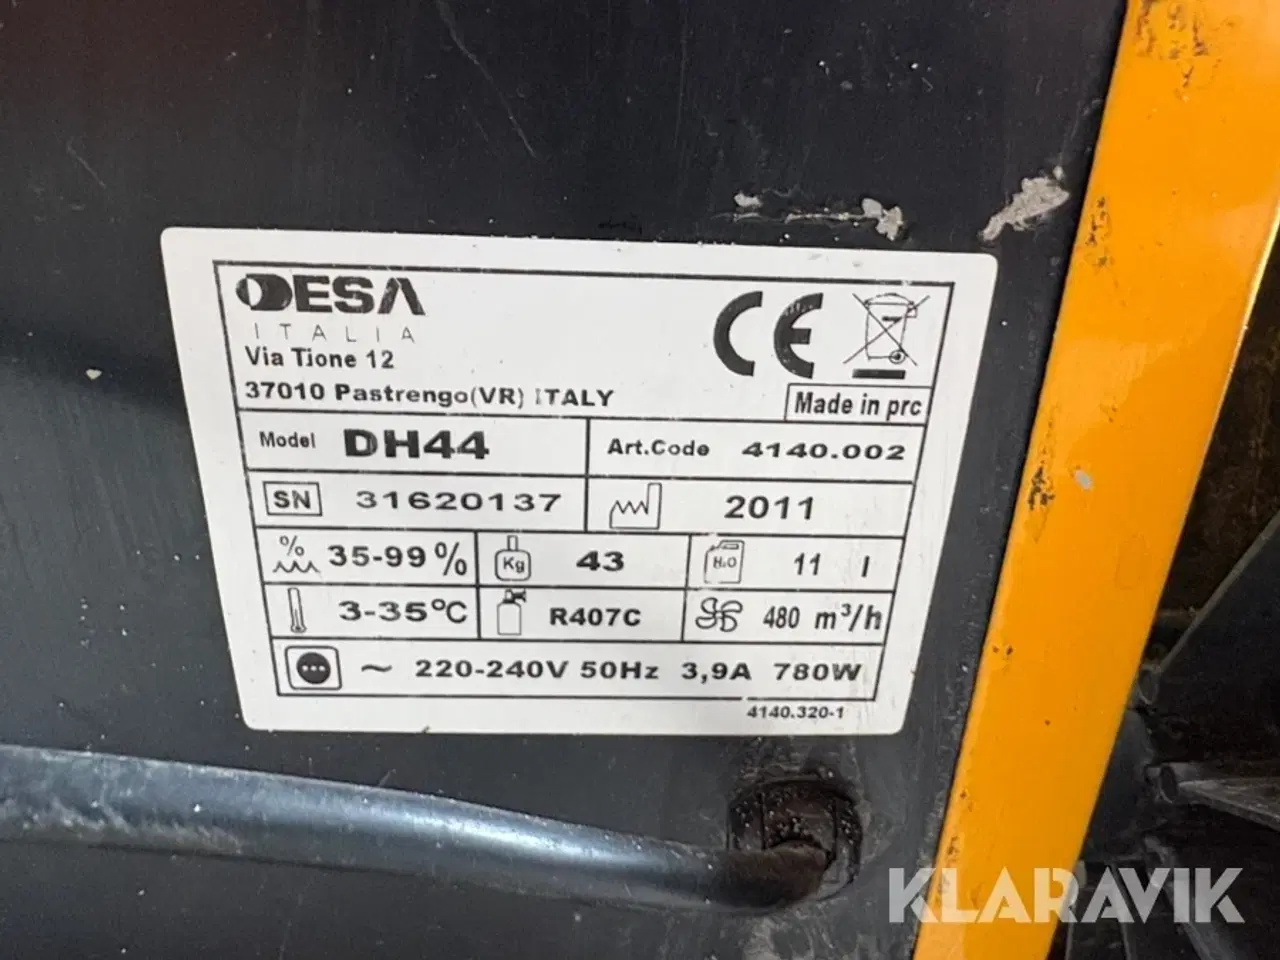 DESA
ITALIA
Via Tione 12
37010 Pastrengo(VR) ITALY
CE
Made in prc
Model DH44
Art.Code 4140.002
SN 31620137
2011
% 35-99%
Kg 43
H₂O 11 l
3-35°C
R407C
480 m³/h
~ 220-240V 50Hz 3,9A 780W
4140.320-1
KLARAVIK